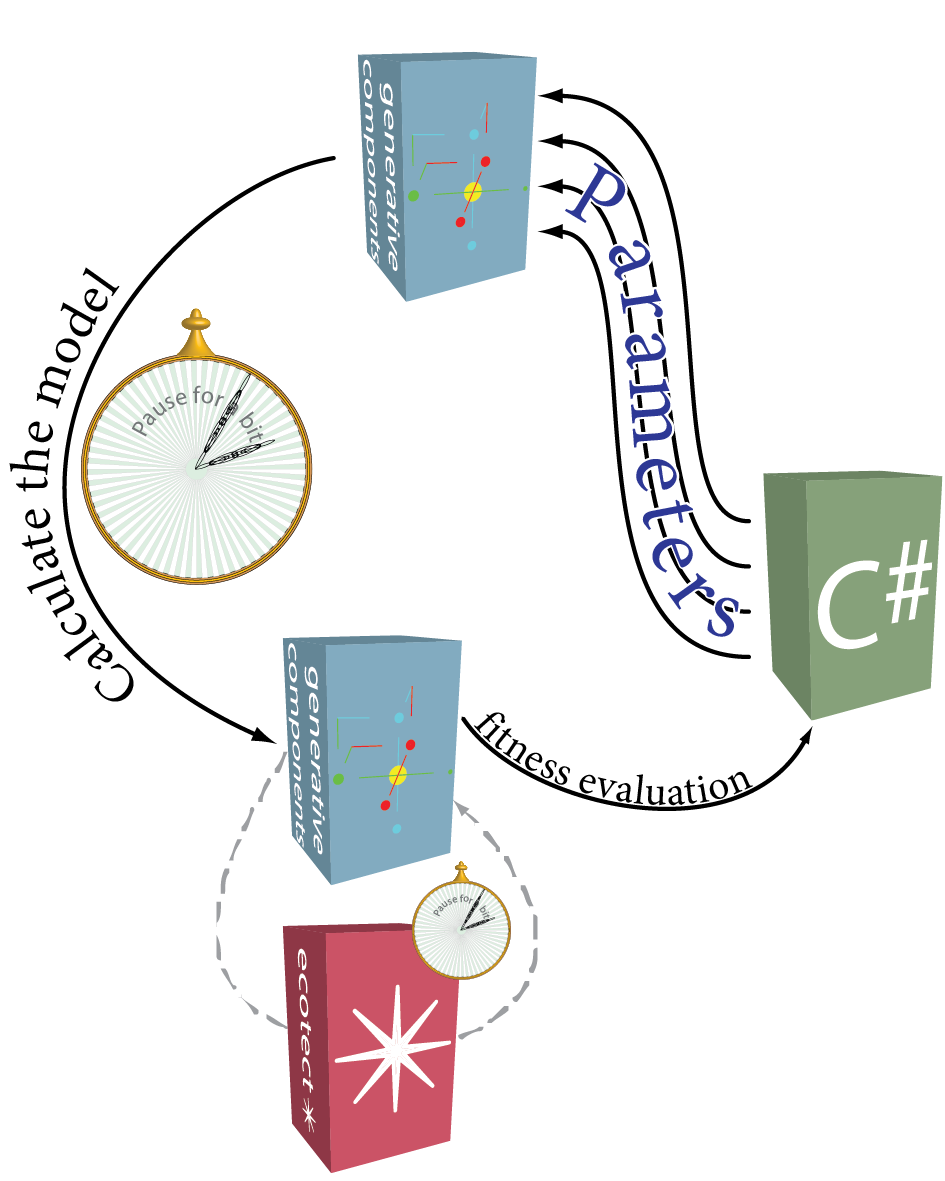 generative
components
Parameters
Calculate the model
Pause for
bit
C#
generative
components
fitness evaluation
Pause for
bit
ecotect